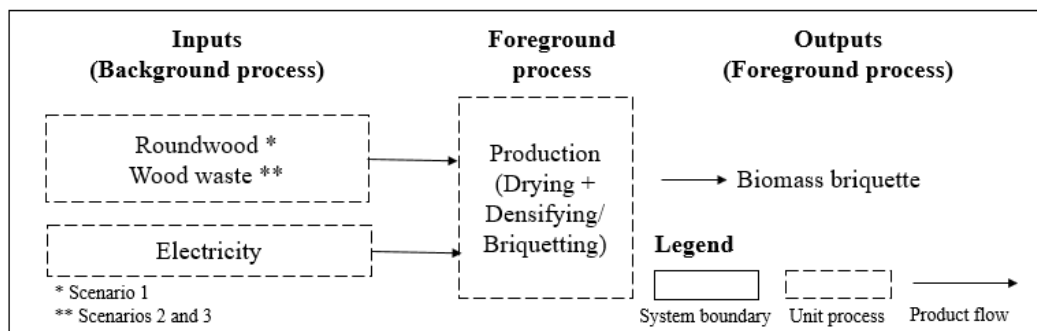 Inputs
(Background process)
Foreground
process
Outputs
(Foreground process)
Roundwood *
Wood waste **
Electricity
* Scenario 1
** Scenarios 2 and 3
Production
(Drying +
Densifying/
Briquetting)
Biomass briquette
Legend
System boundary
Unit process
Product flow